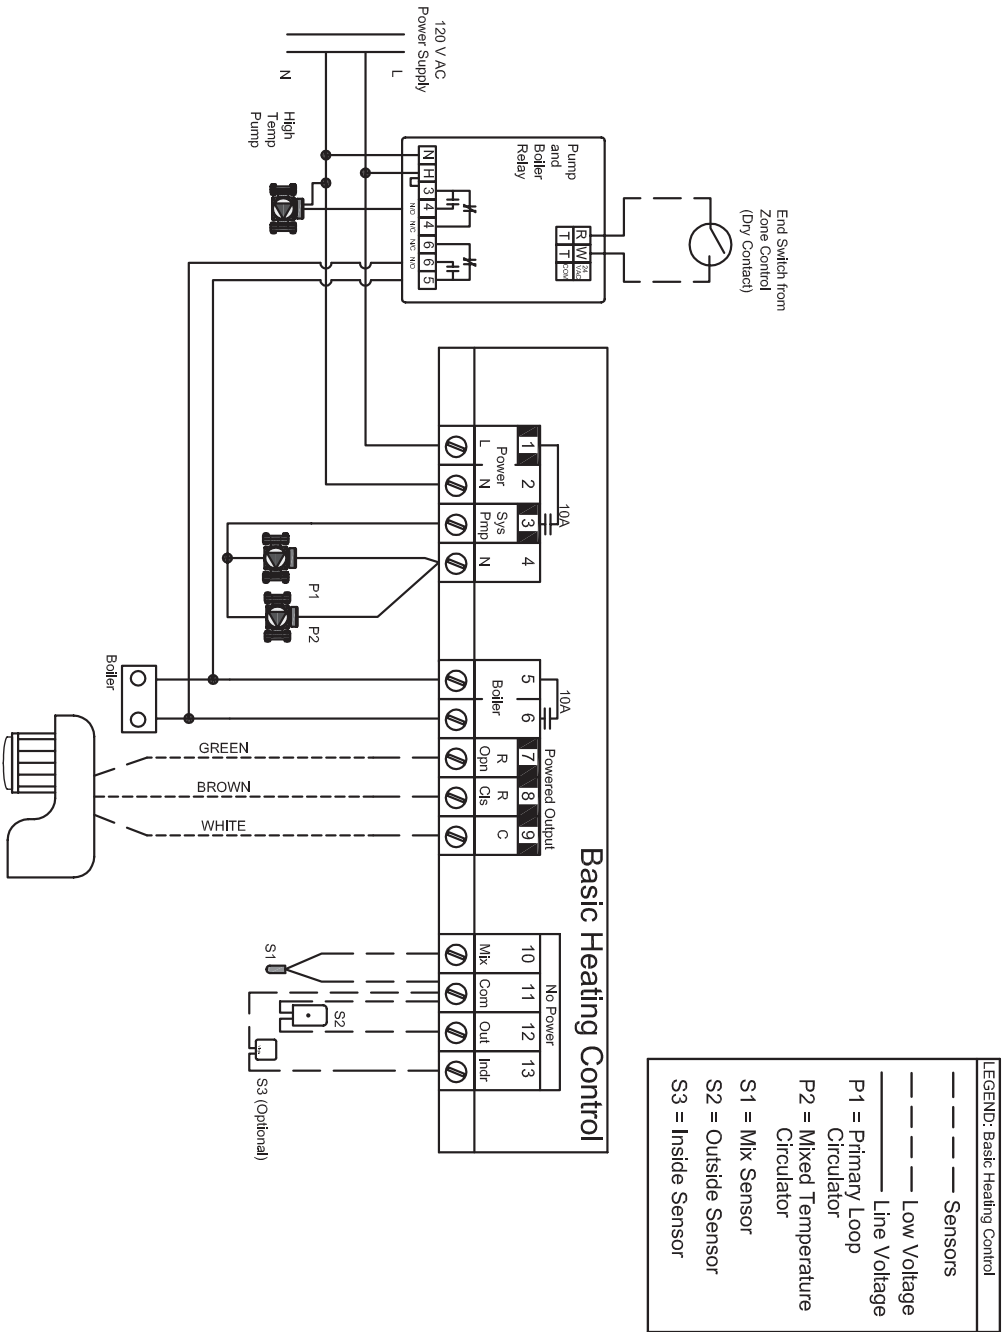 120 V AC
Power Supply
L
N
High
Temp
Pump
Pump
and
Boiler
Relay
N
H
3
4
4
6
6
5
N/O
N/C
N/C
N/O
R
W
24
VAC
T
T
COM
End Switch from
Zone Control
(Dry Contact)
Basic Heating Control
1
2
3
4
10A
Power
L
N
Sys
Pmp
N
P1
P2
5
6
10A
Boiler
Boiler
Powered Output
7
8
9
R
Opn
R
Cls
C
GREEN
BROWN
WHITE
No Power
10
11
12
13
Mix
Com
Out
Indr
S1
S2
S3 (Optional)
LEGEND: Basic Heating Control
Sensors
Low Voltage
Line Voltage
P1 = Primary Loop
Circulator
P2 = Mixed Temperature
Circulator
S1 = Mix Sensor
S2 = Outside Sensor
S3 = Inside Sensor